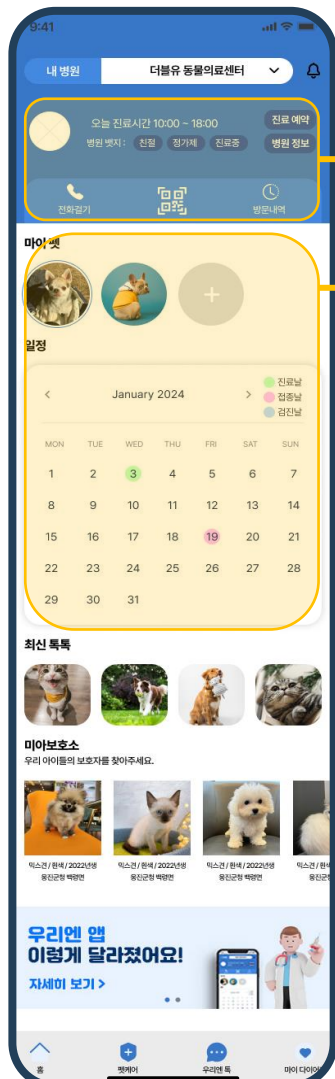 9:41
내 병원 더블유 동물의료센터
오늘 진료시간 10:00 ~ 18:00 진료 예약
병원 뱃지 : 친절 정가제 진료중 병원 정보
전화걸기 방문내역
마이 펫
일정
January 2024
진료날
접종날
검진날
MON TUE WED THU FRI SAT SUN
1 2 3 4 5 6 7
8 9 10 11 12 13 14
15 16 17 18 19 20 21
22 23 24 25 26 27 28
29 30 31
최신 톡톡
미아보호소
우리 아이들의 보호자를 찾아주세요.
믹스견 / 흰색 / 2022년생 믹스견 / 흰색 / 2022년생 믹스견 / 흰색 / 2022년생 믹스견 / 흰
웅진군청 백령면 웅진군청 백령면 웅진군청 백령면 웅진군
우리엔 앱
이렇게 달라졌어요!
자세히 보기 >
홈 펫케어 우리엔 톡 마이 다이어